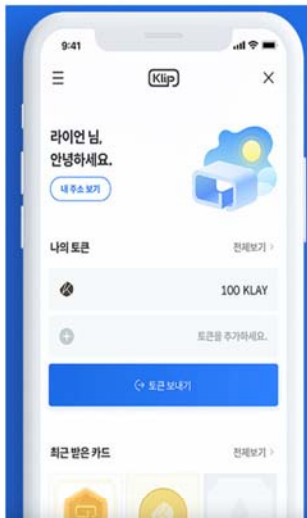 9:41
Klip
라이언 님,
안녕하세요.
내 주소 보기
나의 토큰 전체보기 >
100 KLAY
토큰을 추가하세요.
토큰 보내기
최근 받은 카드 전체보기 >